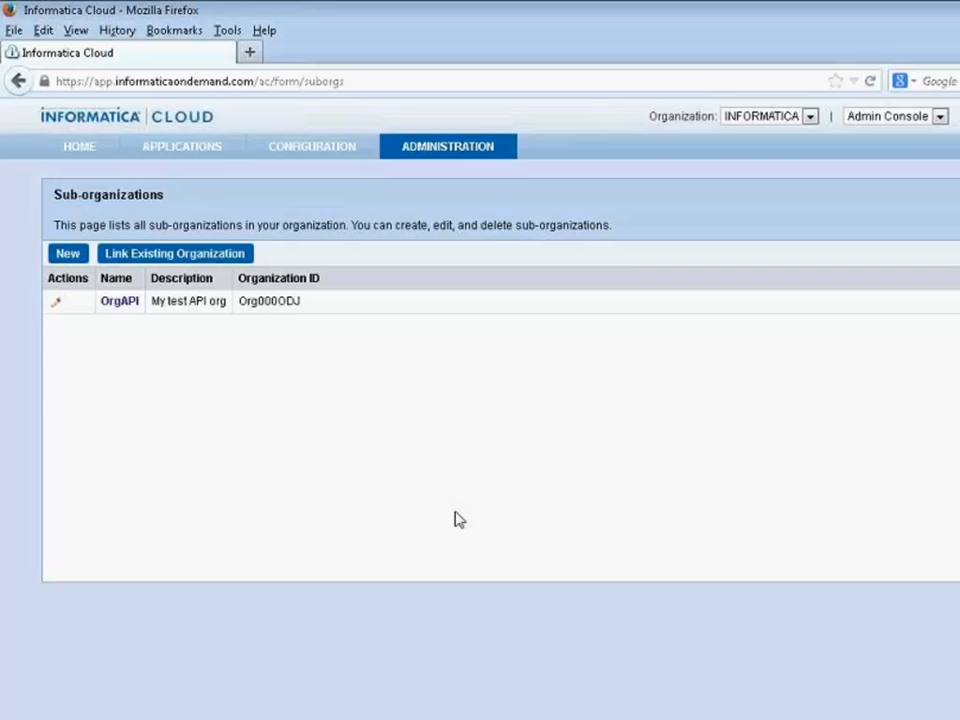 Informatica Cloud - Mozilla Firefox
File Edit View History Bookmarks Tools Help
Informatica Cloud +
https://app.informaticaondemand.com/ac/form/suborgs Google
INFORMATICA | CLOUD Organization: INFORMATICA | Admin Console
HOME APPLICATIONS CONFIGURATION ADMINISTRATION
Sub-organizations
This page lists all sub-organizations in your organization. You can create, edit, and delete sub-organizations.
New Link Existing Organization
Actions Name Description Organization ID
OrgAPI My test API org Org000ODJ